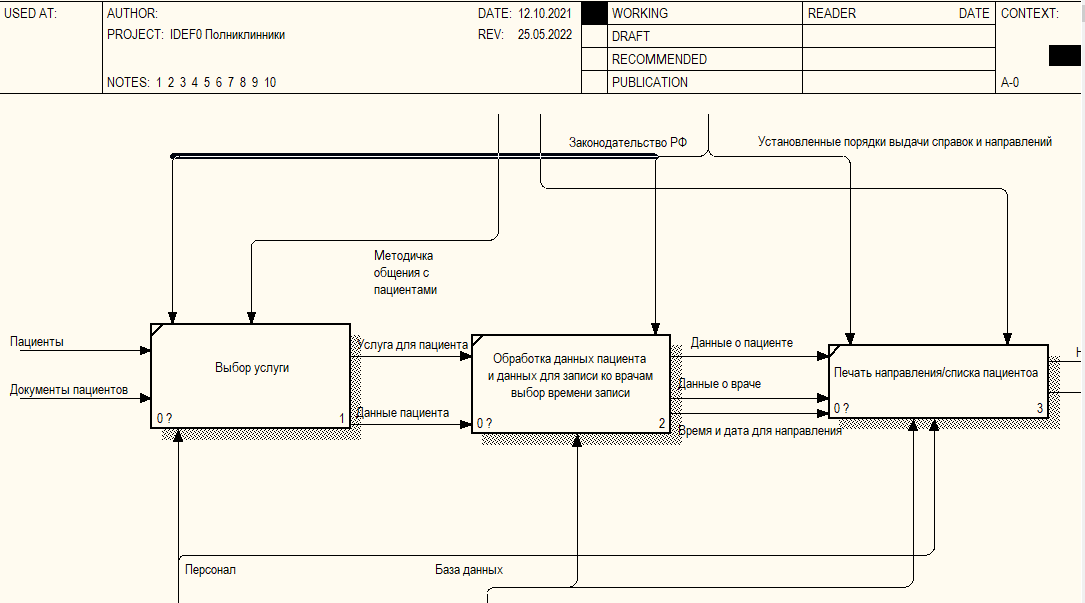 USED AT:
AUTHOR:
DATE: 12.10.2021
PROJECT: IDEF0 Полниклинники
REV: 25.05.2022
NOTES: 1 2 3 4 5 6 7 8 9 10
WORKING
DRAFT
RECOMMENDED
PUBLICATION
READER DATE
CONTEXT:
A-0
Законодательство РФ
Установленные порядки выдачи справок и направлений
Методичка
общения с
пациентами
Пациенты
Документы пациентов
Выбор услуги
0 ?
1
Услуга для пациента
Данные пациента
Обработка данных пациента
и данных для записи ко врачам
выбор времени записи
0 ?
2
Данные о пациенте
Данные о враче
Время и дата для направления
Печать направления/списка пациентоа
0 ?
3
Персонал
База данных